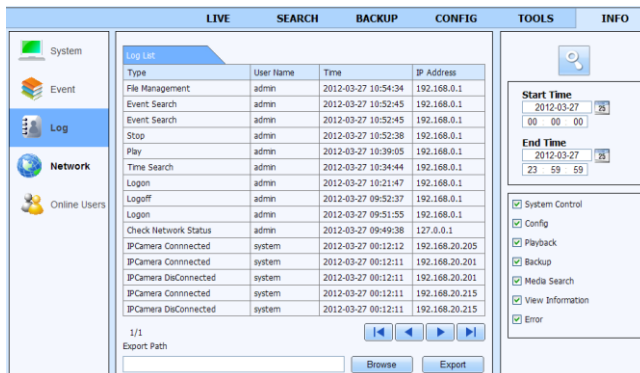 LIVE SEARCH BACKUP CONFIG TOOLS INFO
System
Event
Log
Network
Online Users
Log List
Type User Name Time IP Address
File Management admin 2012-03-27 10:54:34 192.168.0.1
Event Search admin 2012-03-27 10:52:45 192.168.0.1
Event Search admin 2012-03-27 10:52:45 192.168.0.1
Stop admin 2012-03-27 10:52:38 192.168.0.1
Play admin 2012-03-27 10:39:05 192.168.0.1
Time Search admin 2012-03-27 10:34:44 192.168.0.1
Logon admin 2012-03-27 10:21:47 192.168.0.1
Logoff admin 2012-03-27 09:52:37 192.168.0.1
Logon admin 2012-03-27 09:51:55 192.168.0.1
Check Network Status admin 2012-03-27 09:49:38 127.0.0.1
IPCamera Connnected system 2012-03-27 00:12:12 192.168.20.205
IPCamera Connnected system 2012-03-27 00:12:11 192.168.20.201
IPCamera DisConnected system 2012-03-27 00:12:11 192.168.20.201
IPCamera Connnected system 2012-03-27 00:12:11 192.168.20.215
IPCamera DisConnected system 2012-03-27 00:12:11 192.168.20.215
1/1
Export Path
Browse Export
Start Time
2012-03-27 25
00 : 00 : 00
End Time
2012-03-27 25
23 : 59 : 59
System Control
Config
Playback
Backup
Media Search
View Information
Error